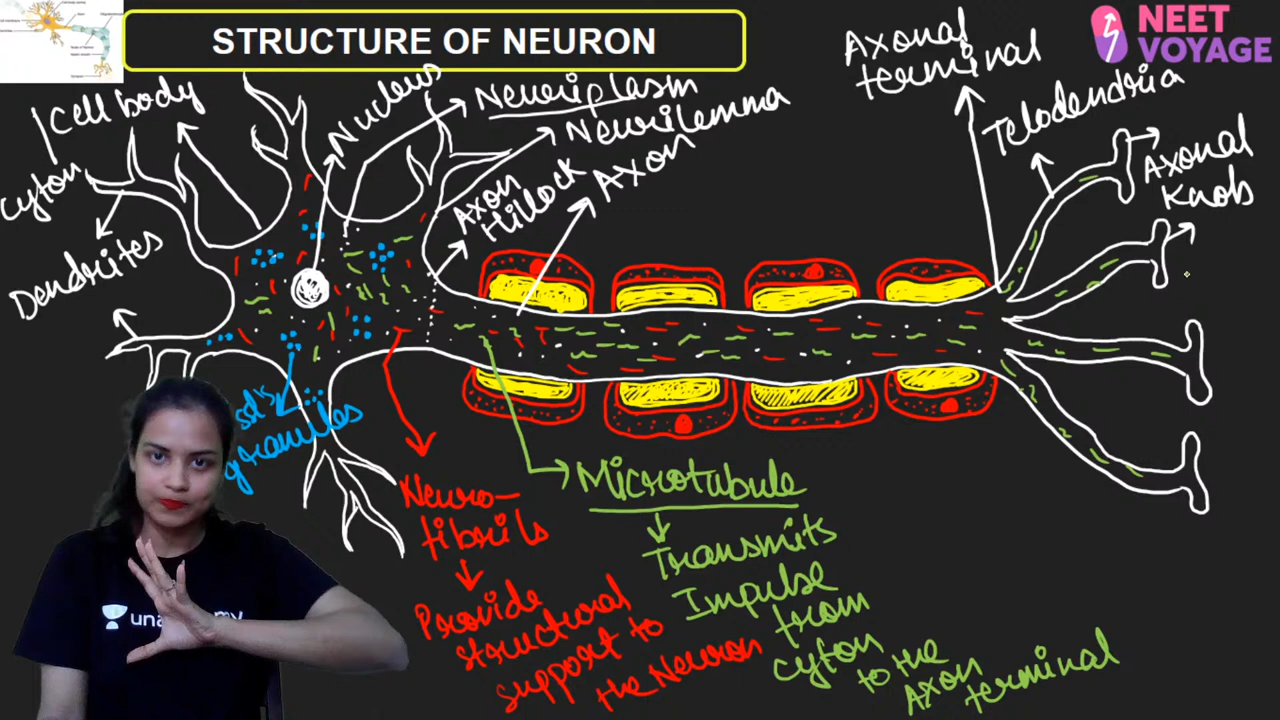 STRUCTURE OF NEURON
NEET
VOYAGE
Cell body
Cyton
Dendrites
Nucleus
Neuriplasm
Neurilemma
Axon
Axon
Hillock
Axonal
terminal
Telodendria
Axonal
Knob
granules
Neuro-
fibrils
Provide
structural
support to
the Neuron
Microtubule
Transmits
Impulse
from
cyton
to the
Axon
terminal